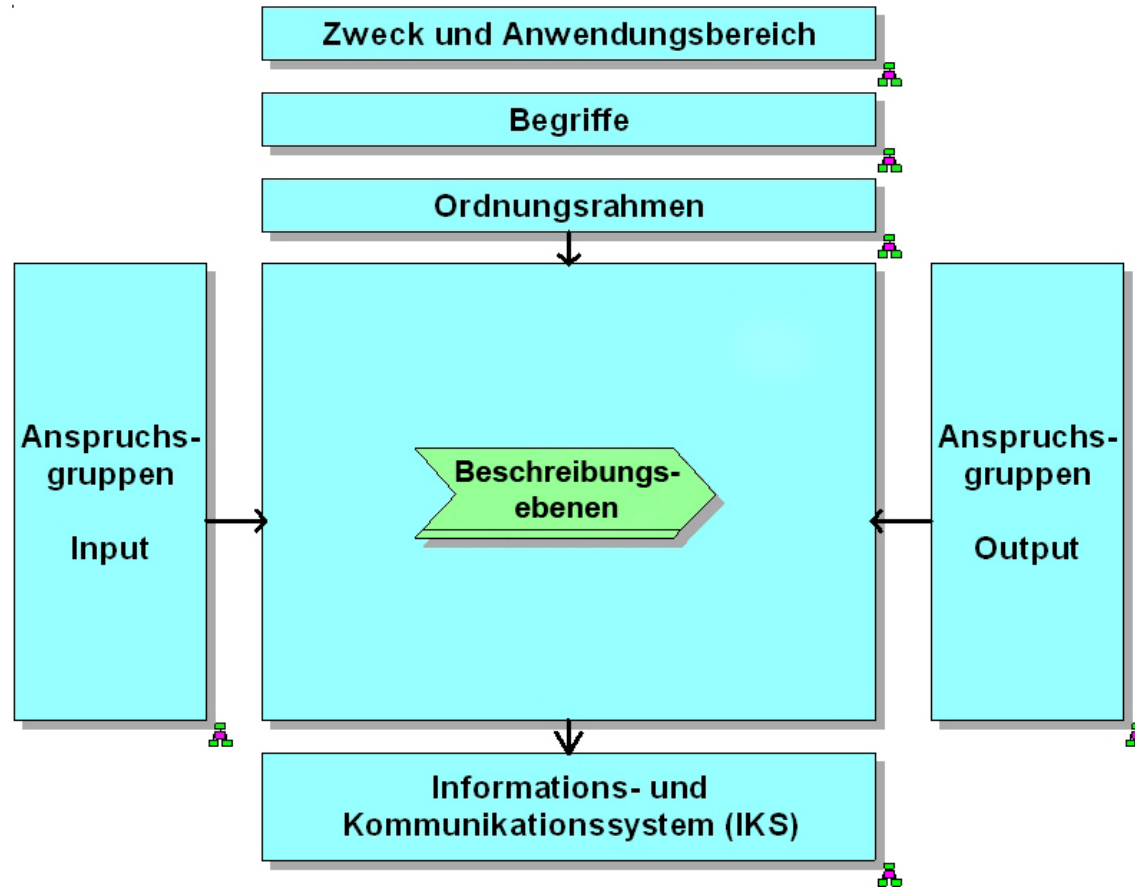 Zweck und Anwendungsbereich
Begriffe
Ordnungsrahmen
Anspruchs-
gruppen
Input
Beschreibungs-
ebenen
Anspruchs-
gruppen
Output
Informations- und
Kommunikationssystem (IKS)